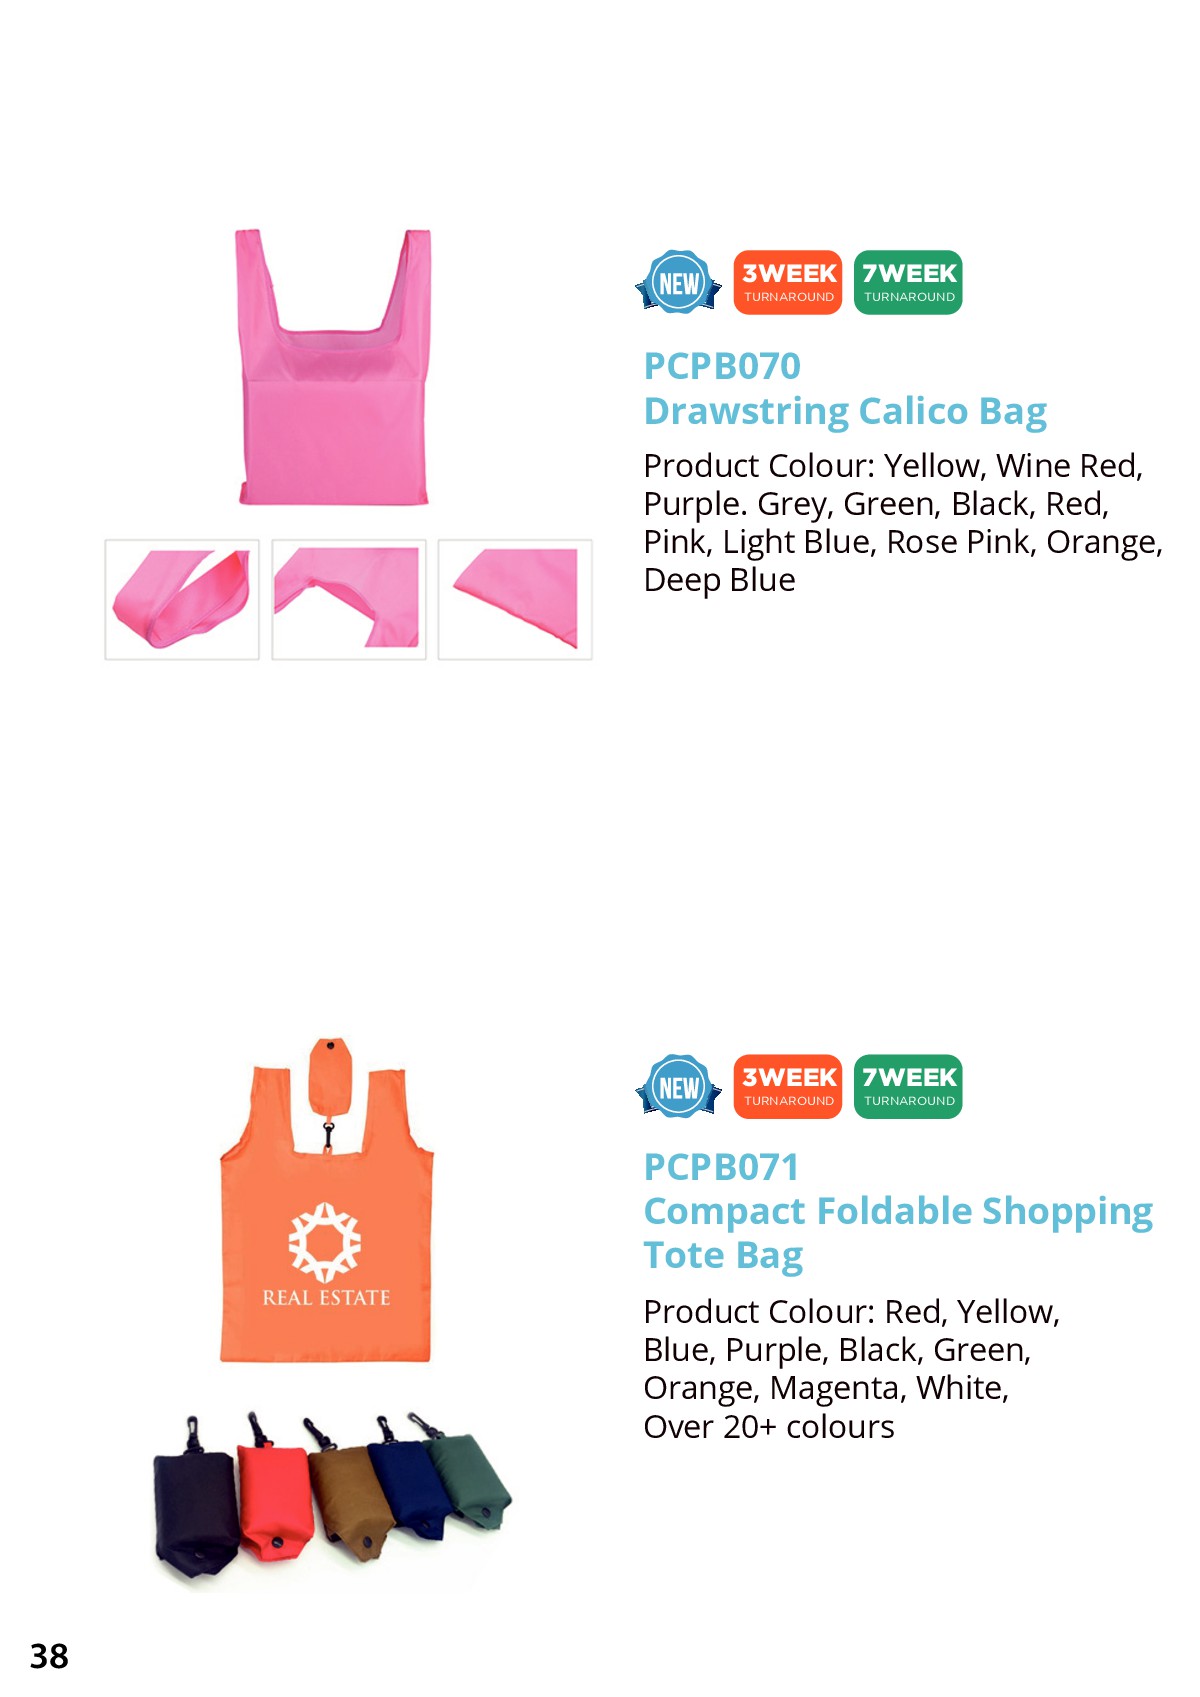 NEW
3WEEK
TURNAROUND
7WEEK
TURNAROUND
PCPB070
Drawstring Calico Bag
Product Colour: Yellow, Wine Red,
Purple. Grey, Green, Black, Red,
Pink, Light Blue, Rose Pink, Orange,
Deep Blue
REAL ESTATE
NEW
3WEEK
TURNAROUND
7WEEK
TURNAROUND
PCPB071
Compact Foldable Shopping
Tote Bag
Product Colour: Red, Yellow,
Blue, Purple, Black, Green,
Orange, Magenta, White,
Over 20+ colours
38